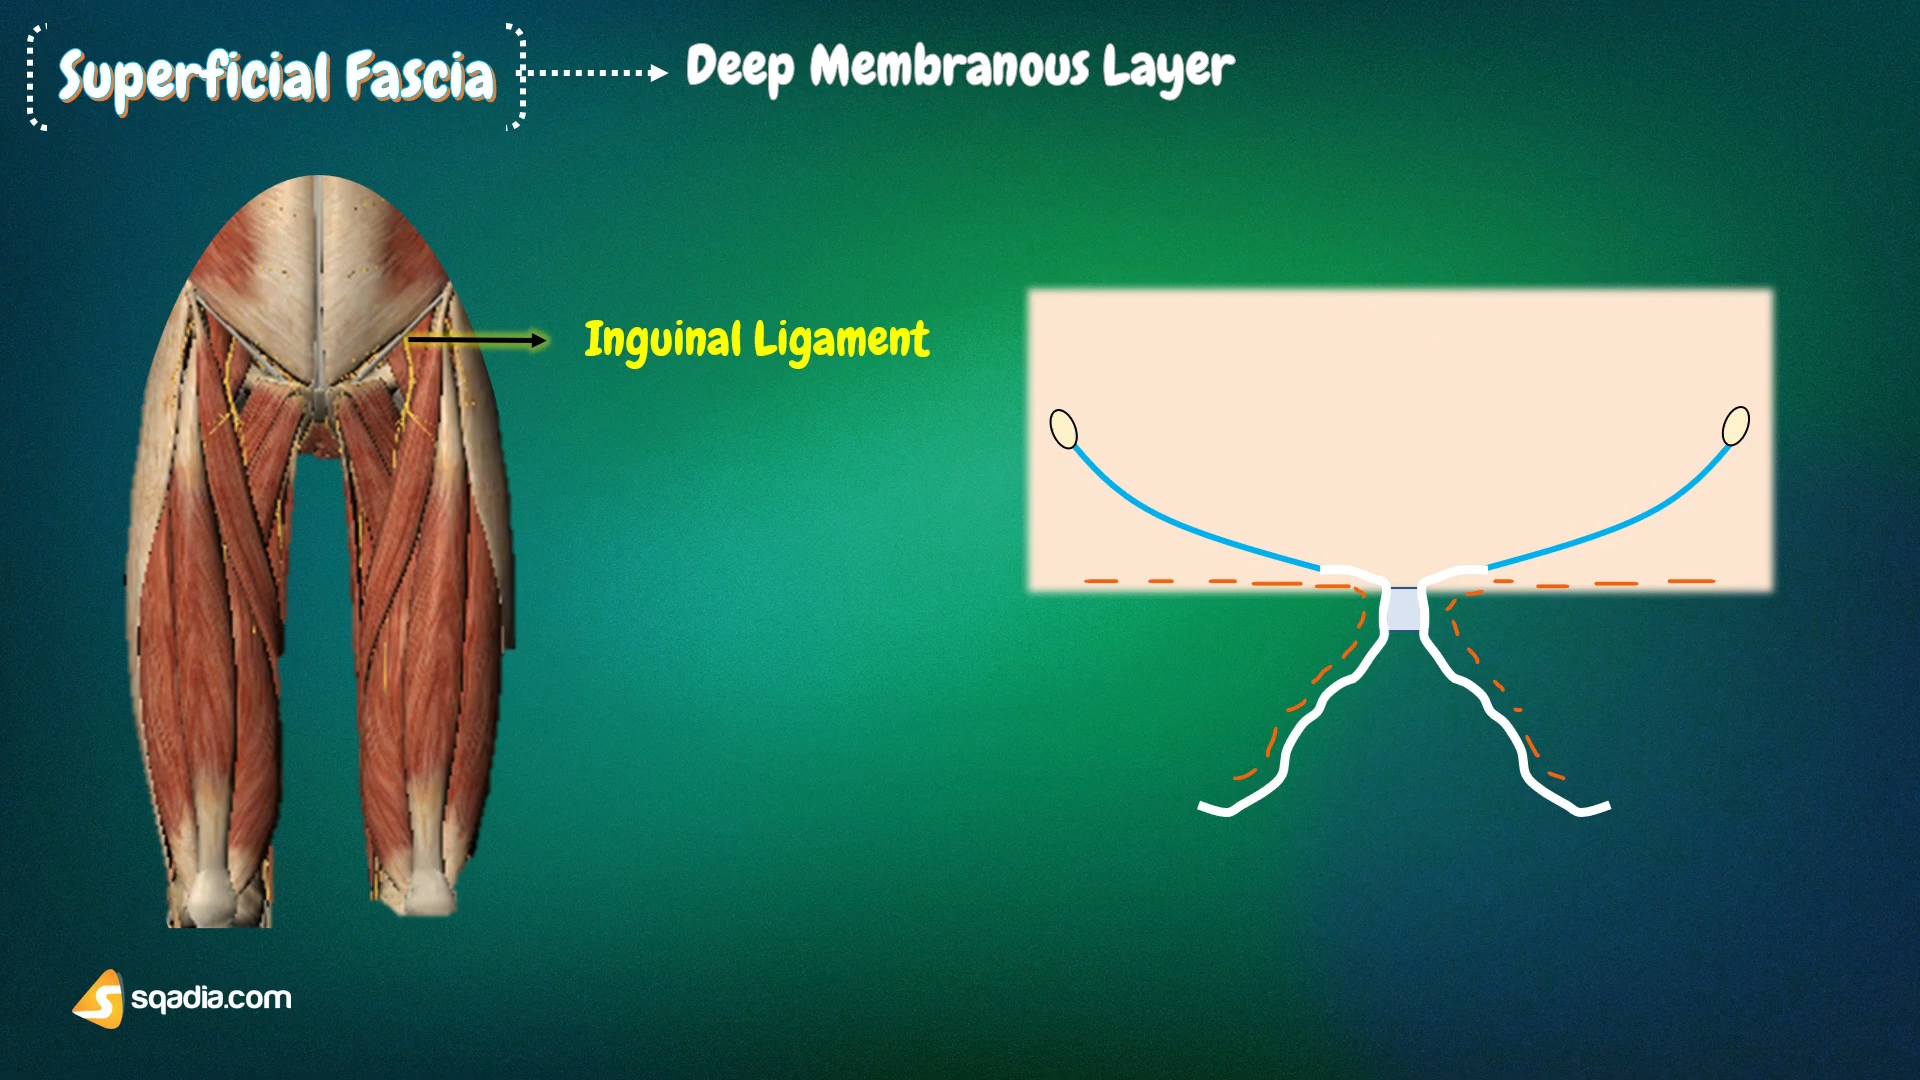 Superficial Fascia
Deep Membranous Layer
Inguinal Ligament
sqadia.com